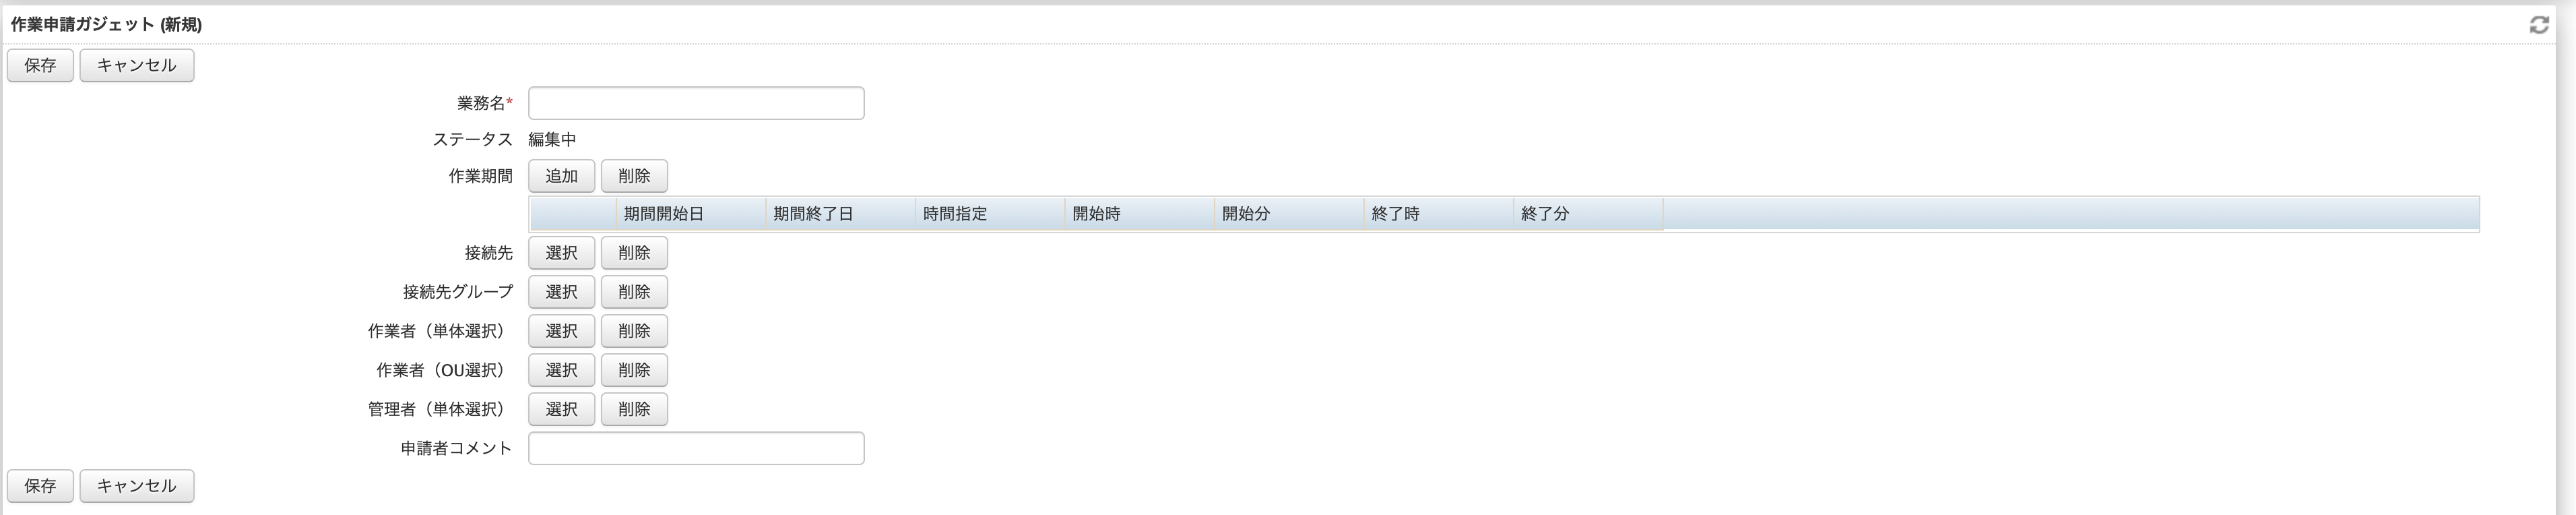 作業申請ガジェット (新規)
保存 キャンセル
業務名*
ステータス 編集中
作業期間 追加 削除
期間開始日 期間終了日 時間指定 開始時 開始分 終了時 終了分
接続先 選択 削除
接続先グループ 選択 削除
作業者（単体選択） 選択 削除
作業者（OU選択） 選択 削除
管理者（単体選択） 選択 削除
申請者コメント
保存 キャンセル